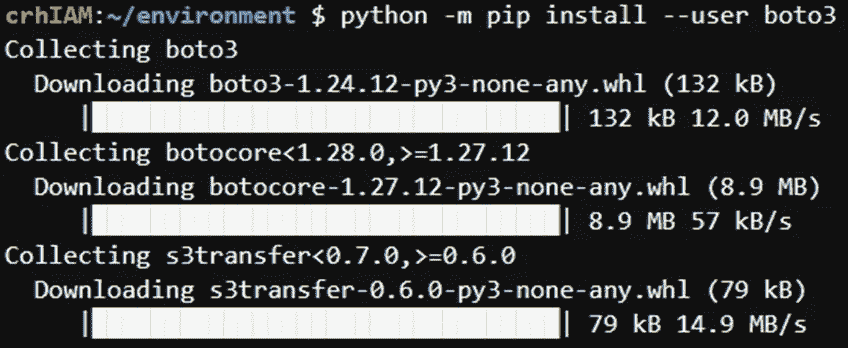 crhIAM:~/environment $ python -m pip install --user boto3
Collecting boto3
Downloading boto3-1.24.12-py3-none-any.whl (132 kB)
|████████████████████████████████| 132 kB 12.0 MB/s
Collecting botocore<1.28.0,>=1.27.12
Downloading botocore-1.27.12-py3-none-any.whl (8.9 MB)
|████████████████████████████████| 8.9 MB 57 kB/s
Collecting s3transfer<0.7.0,>=0.6.0
Downloading s3transfer-0.6.0-py3-none-any.whl (79 kB)
|████████████████████████████████| 79 kB 14.9 MB/s